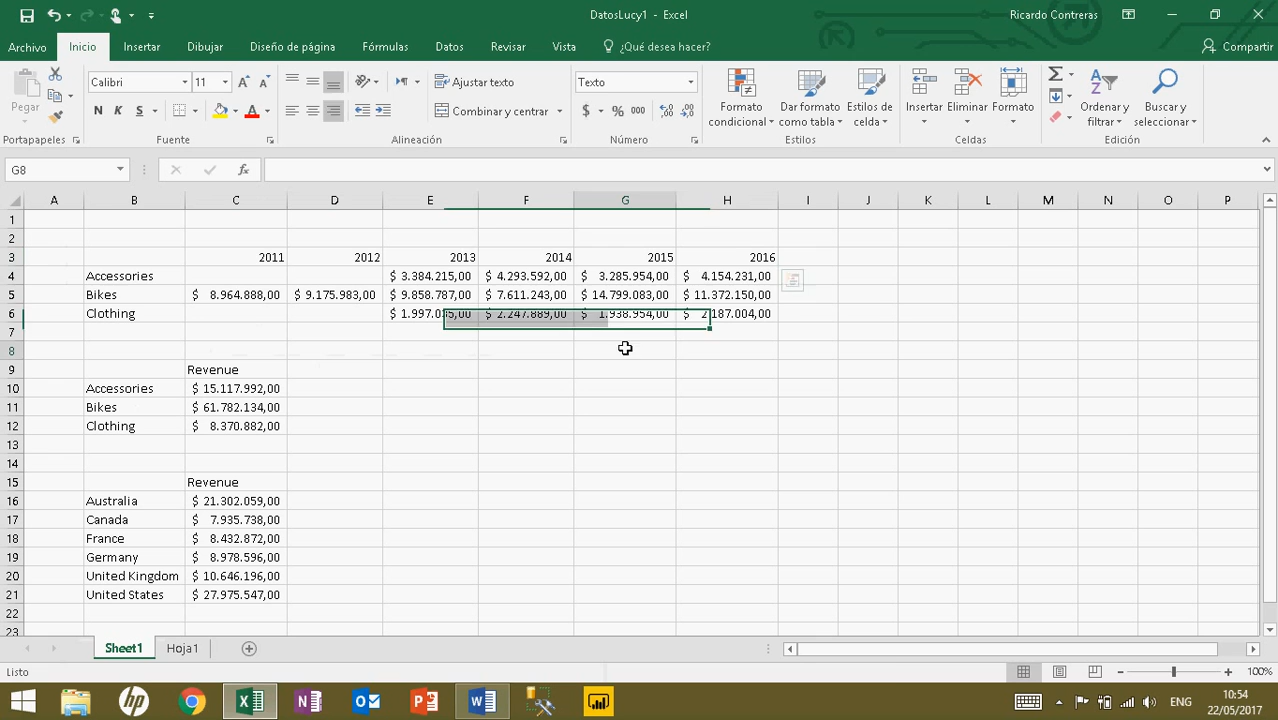 DatosLucy1 - Excel
Ricardo Contreras
Archivo Inicio Insertar Dibujar Diseño de página Fórmulas Datos Revisar Vista ¿Qué desea hacer? Compartir
Pegar
Calibri 11
N K S
Ajustar texto
Combinar y centrar
Texto
$ % 000
Formato condicional
Dar formato como tabla
Estilos de celda
Insertar Eliminar Formato
Ordenar y filtrar
Buscar y seleccionar
Portapapeles Fuente Alineación Número Estilos Celdas Edición
G8 fx
A B C D E F G H I J K L M N O P
1
2
3 2011 2012 2013 2014 2015 2016
4 Accessories $ 3.384.215,00 $ 4.293.592,00 $ 3.285.954,00 $ 4.154.231,00
5 Bikes $ 8.964.888,00 $ 9.175.983,00 $ 9.858.787,00 $ 7.611.243,00 $ 14.799.083,00 $ 11.372.150,00
6 Clothing $ 2.247.889,00 $ 1.938.954,00 $ 2.187.004,00
7
8
9 Revenue
10 Accessories $ 15.117.992,00
11 Bikes $ 61.782.134,00
12 Clothing $ 8.370.882,00
13
14
15 Revenue
16 Australia $ 21.302.059,00
17 Canada $ 7.935.738,00
18 France $ 8.432.872,00
19 Germany $ 8.978.596,00
20 United Kingdom $ 10.646.196,00
21 United States $ 27.975.547,00
22
23
Sheet1 Hoja1
Listo
100%
ENG
10:54
22/05/2017